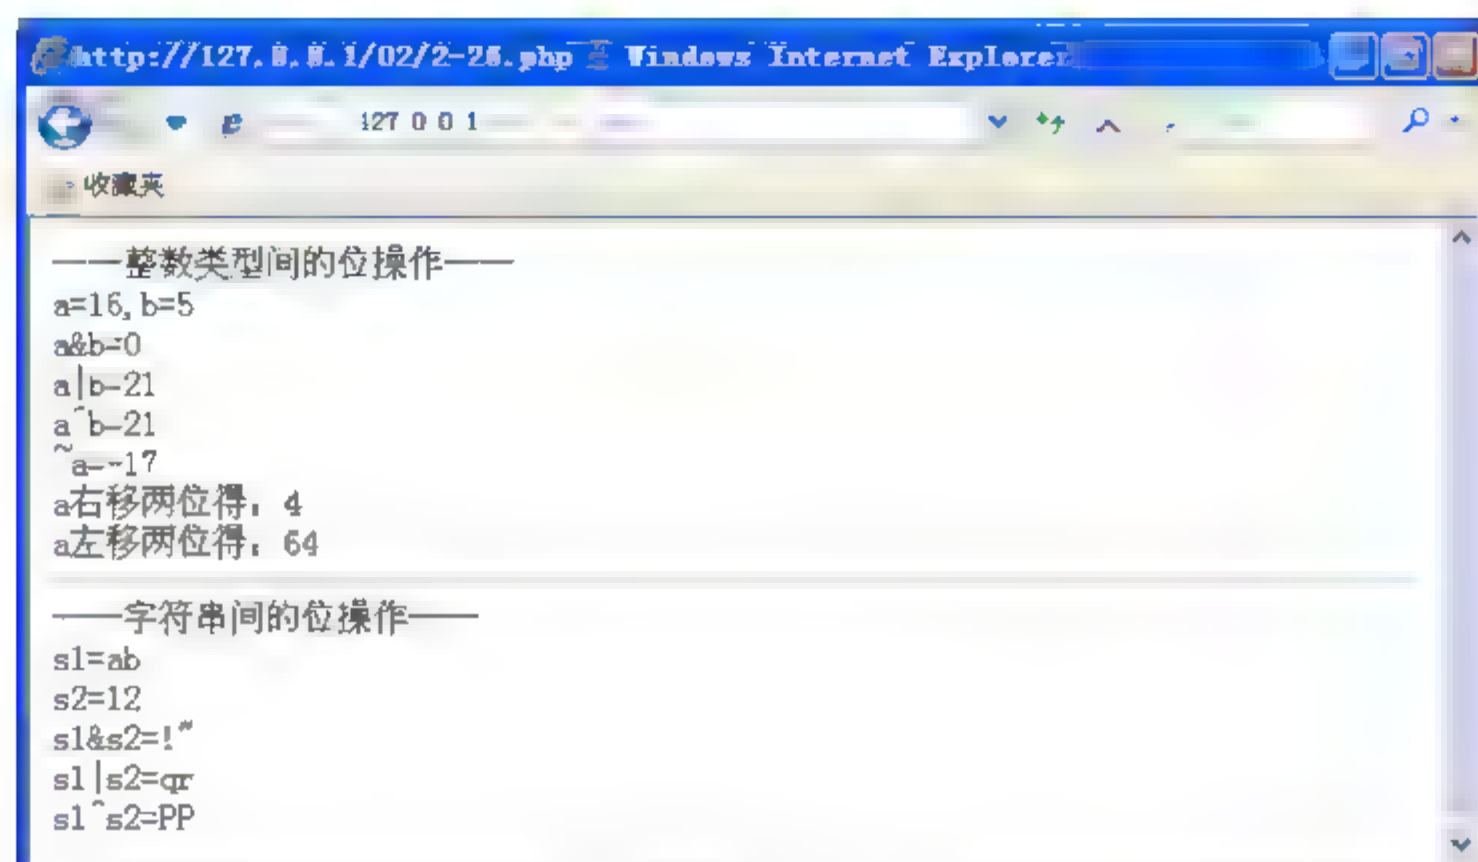 http://127.0.0.1/02/2-26.php - Windows Internet Explorer
127 0 0 1
收藏夹
——整数类型间的位操作——
a=16,b=5
a&b=0
a|b=21
a^b=21
~a=-17
a右移两位得：4
a左移两位得：64
——字符串间的位操作——
s1=ab
s2=12
s1&s2=!"
s1|s2=qr
s1^s2=PP